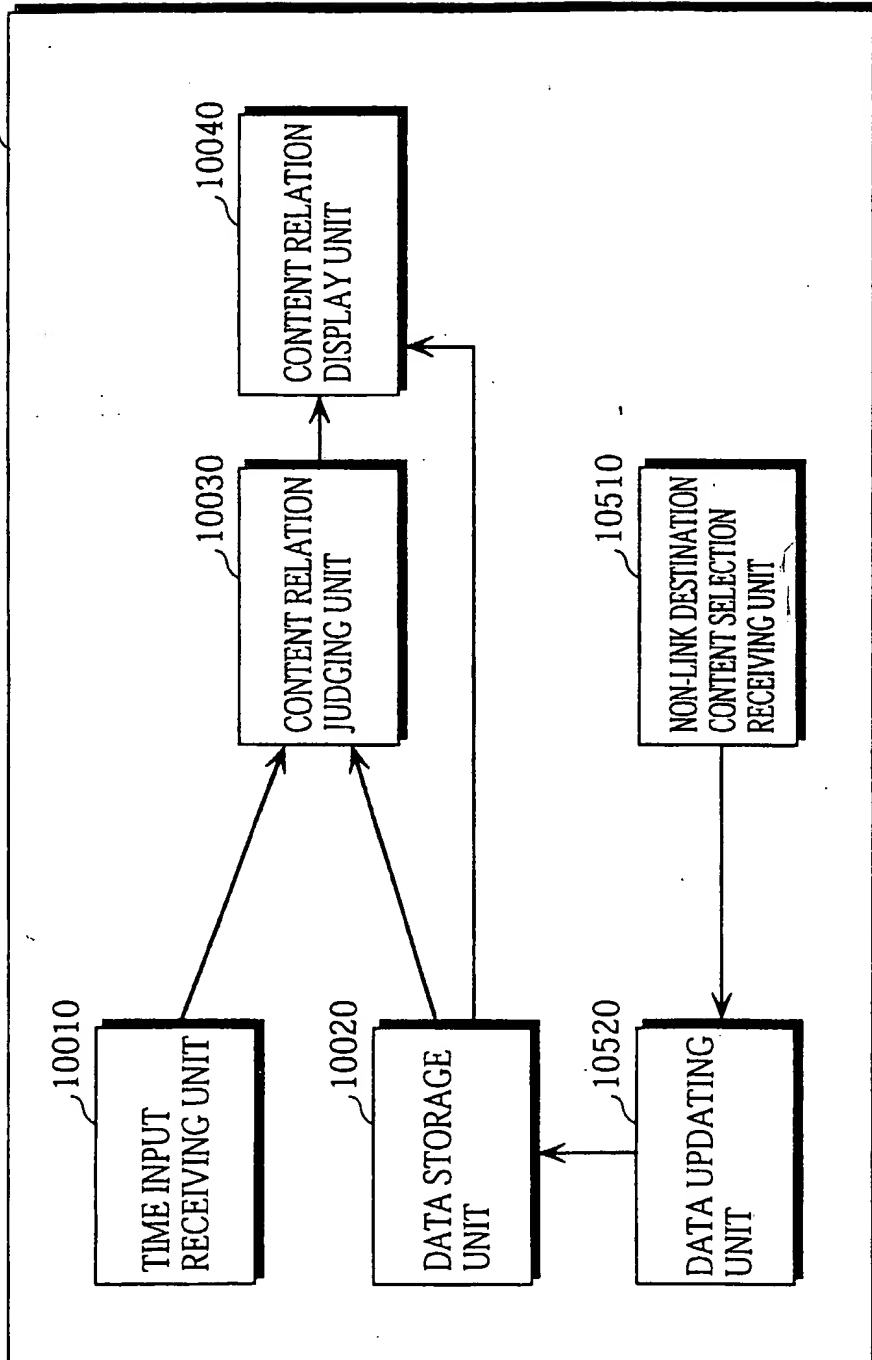 10010
TIME INPUT
RECEIVING UNIT
10020
DATA STORAGE
UNIT
10520
DATA UPDATING
UNIT
10030
CONTENT RELATION
JUDGING UNIT
10040
CONTENT RELATION
DISPLAY UNIT
10510
NON-LINK DESTINATION
CONTENT SELECTION
RECEIVING UNIT